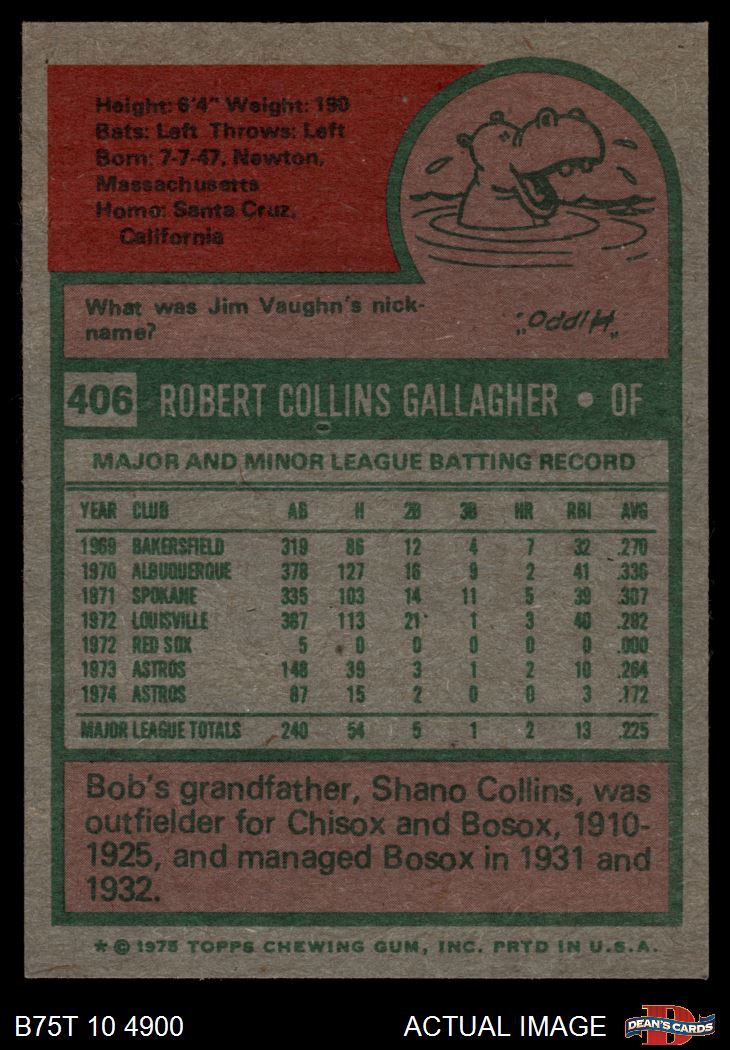 Height: 6'4" Weight: 190
Bats: Left Throws: Left
Born: 7-7-47, Newton,
Massachusetts
Home: Santa Cruz,
California
What was Jim Vaughn's nick-
name?
"Hippo"
406 ROBERT COLLINS GALLAGHER • OF
MAJOR AND MINOR LEAGUE BATTING RECORD
YEAR CLUB AB H 2B 3B HR RBI AVG
1969 BAKERSFIELD 319 86 12 4 7 32 .270
1970 ALBUQUERQUE 378 127 16 9 2 41 .336
1971 SPOKANE 335 103 14 11 5 39 .307
1972 LOUISVILLE 387 113 21 1 3 40 .282
1972 RED SOX 5 0 0 0 0 0 .000
1973 ASTROS 148 39 3 1 2 10 .264
1974 ASTROS 87 15 2 0 0 3 .172
MAJOR LEAGUE TOTALS 240 54 5 1 2 13 .225
Bob's grandfather, Shano Collins, was
outfielder for Chisox and Bosox, 1910-
1925, and managed Bosox in 1931 and
1932.
* © 1975 TOPPS CHEWING GUM, INC. PRTD IN U.S.A.
B75T 10 4900 ACTUAL IMAGE D DEAN'S CARDS